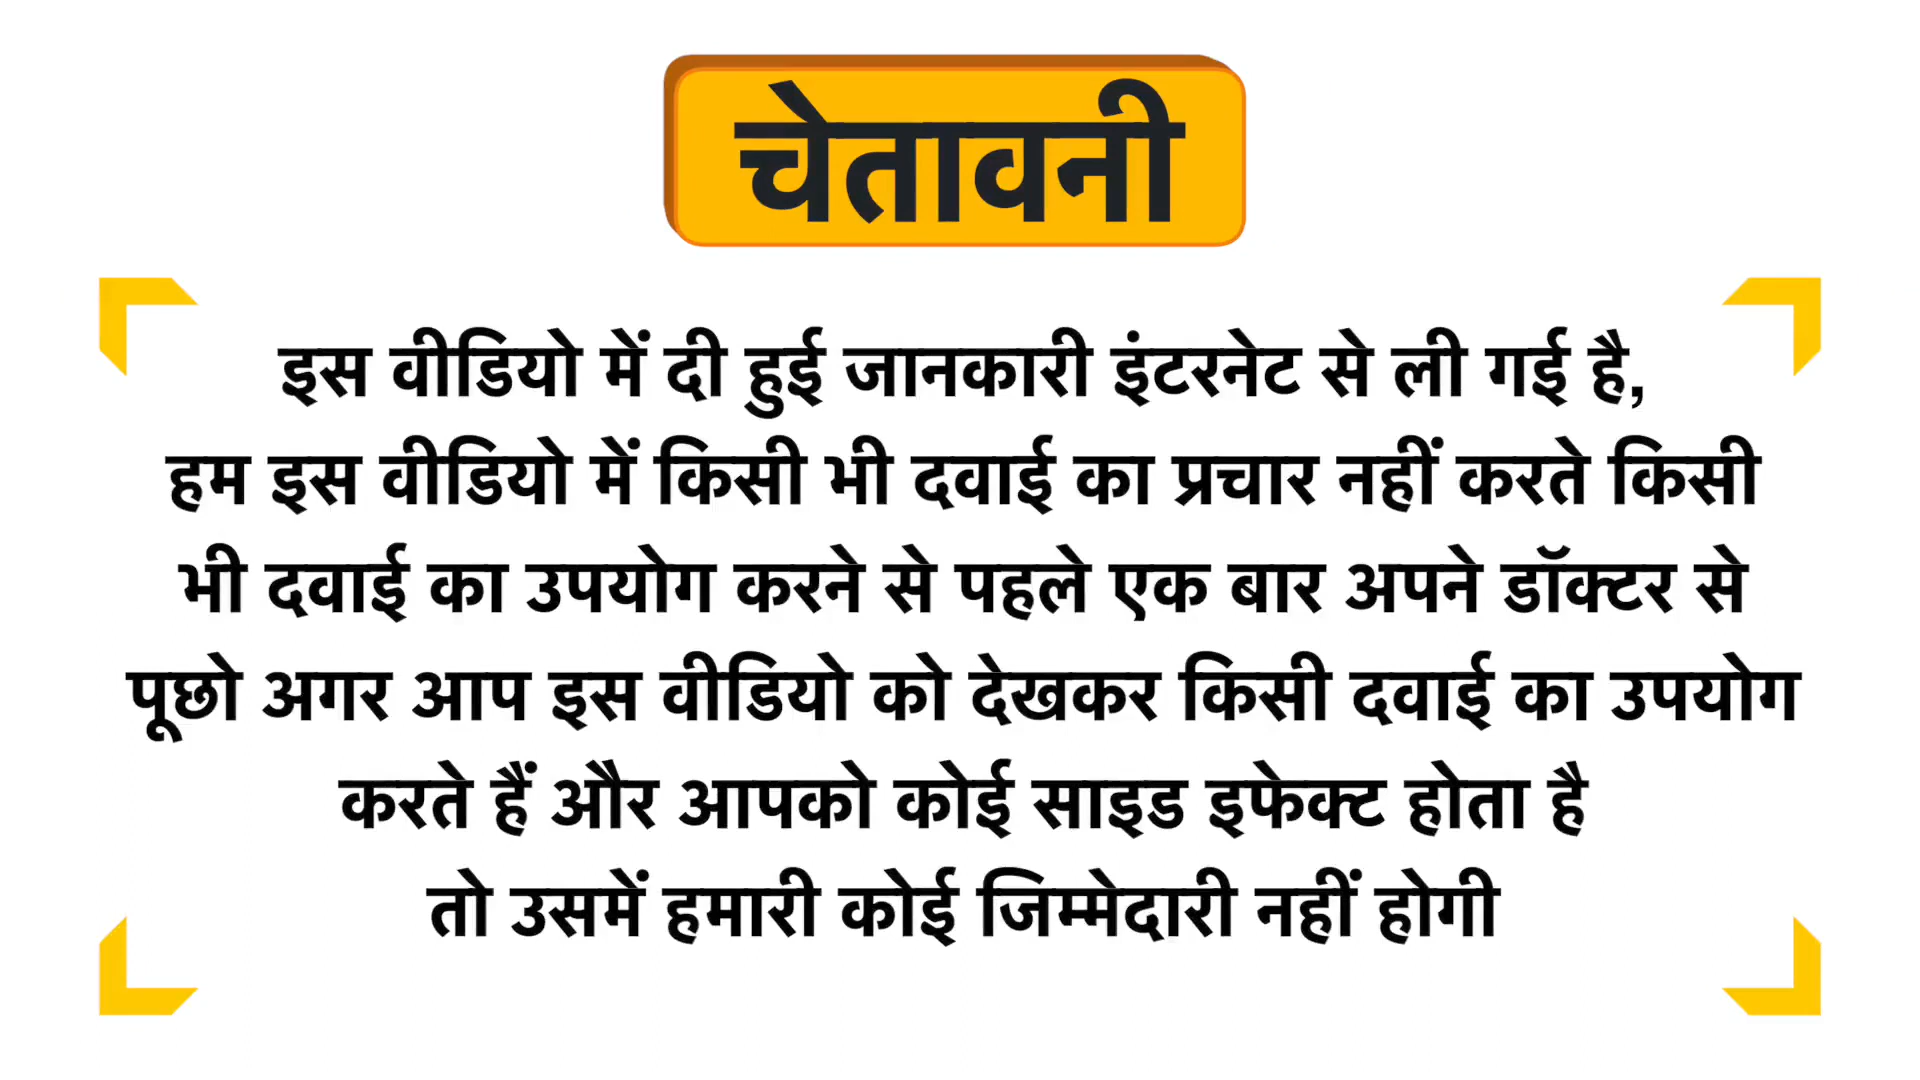 चेतावनी
इस वीडियो में दी हुई जानकारी इंटरनेट से ली गई है,
हम इस वीडियो में किसी भी दवाई का प्रचार नहीं करते किसी
भी दवाई का उपयोग करने से पहले एक बार अपने डॉक्टर से
पूछो अगर आप इस वीडियो को देखकर किसी दवाई का उपयोग
करते हैं और आपको कोई साइड इफेक्ट होता है
तो उसमें हमारी कोई जिम्मेदारी नहीं होगी